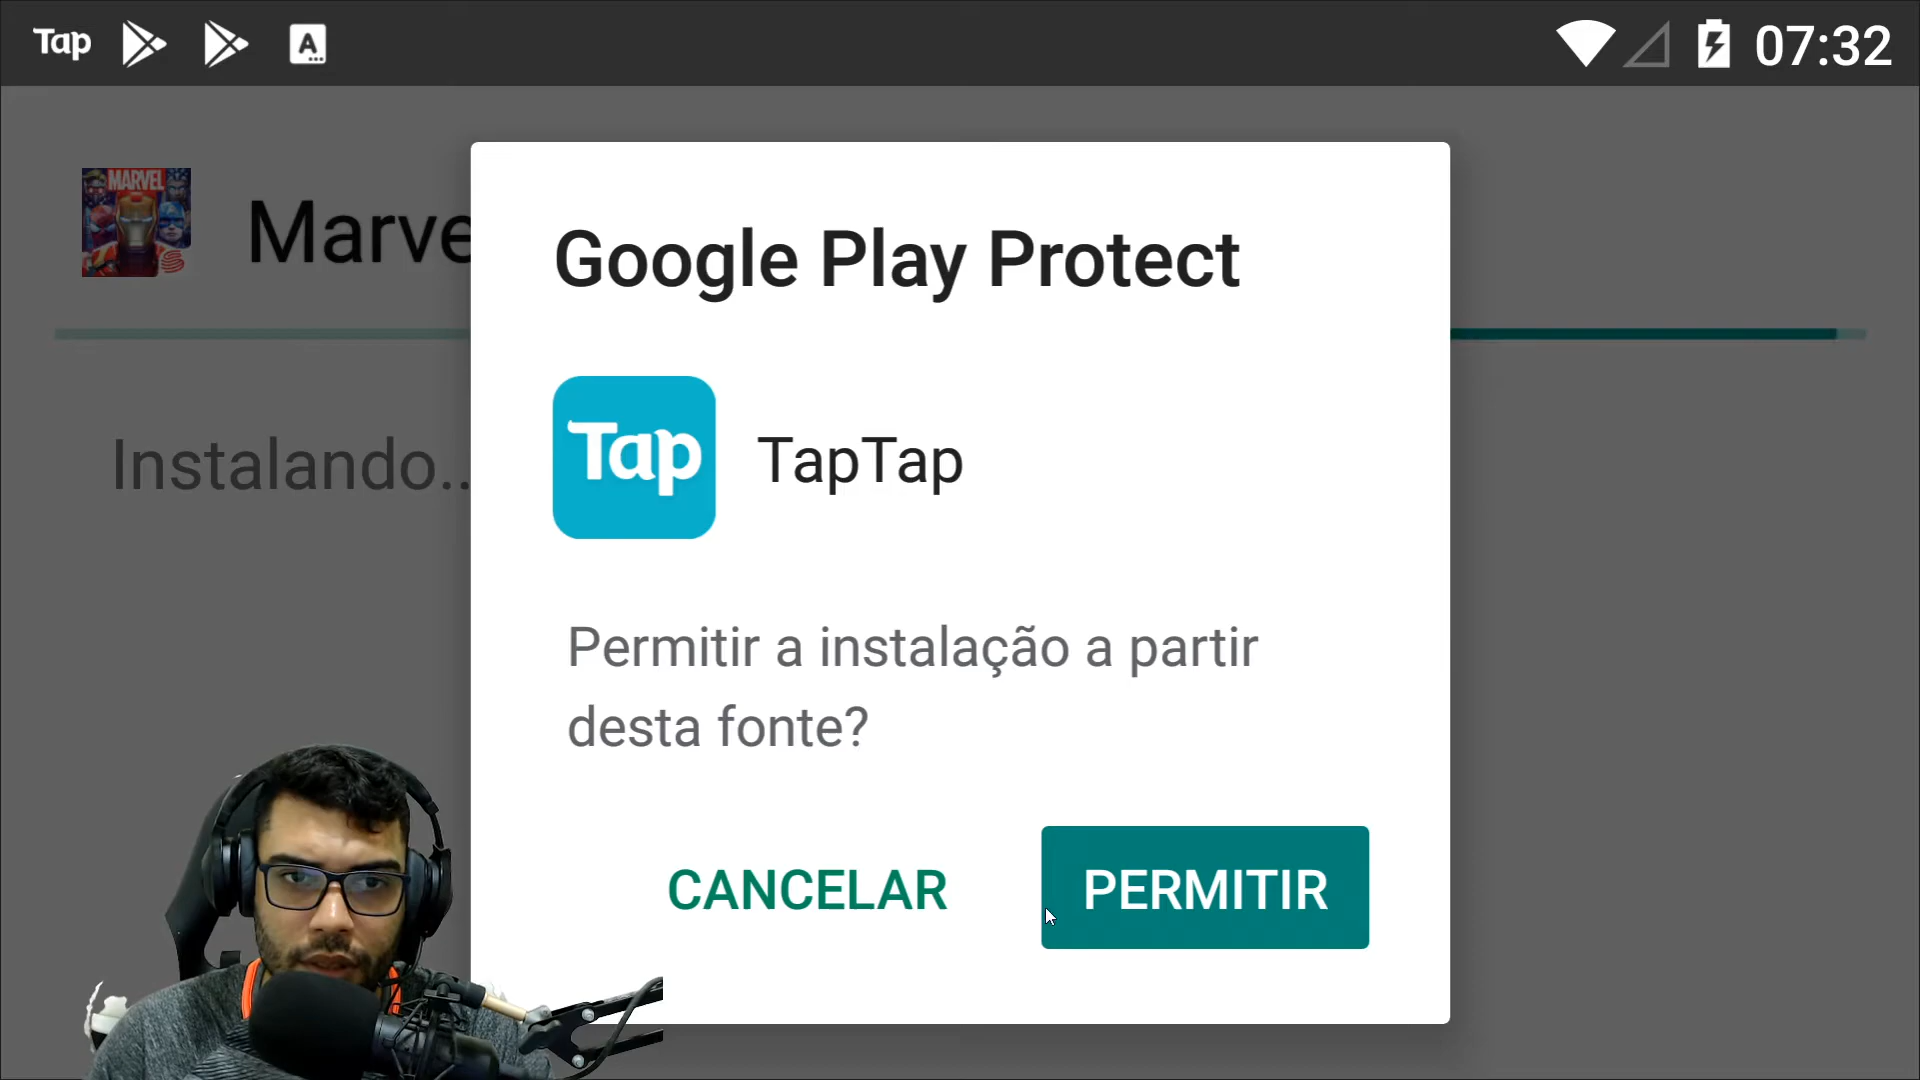 Tap
A
07:32
MARVEL
Marve
Google Play Protect
Tap
TapTap
Instalando..
Permitir a instalação a partir
desta fonte?
CANCELAR
PERMITIR